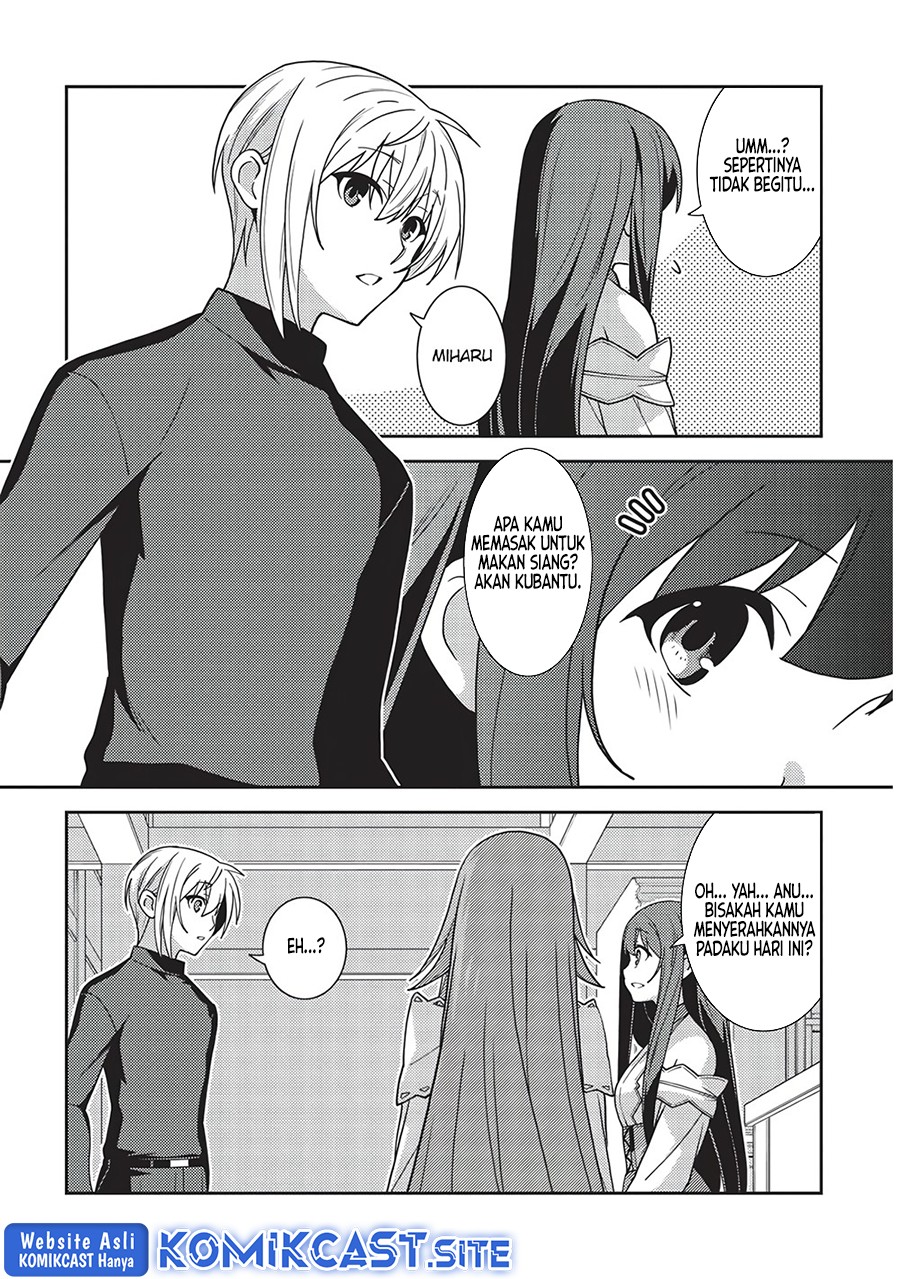 UMM...?
SEPERTINYA
TIDAK BEGITU...
MIHARU
APA KAMU
MEMASAK UNTUK
MAKAN SIANG?
AKAN KUBANTU.
OH... YAH... ANU...
BISAKAH KAMU
MENYERAHKANNYA
PADAKU HARI INI?
EH...?
Website Asli
KOMIKCAST Hanya
KOMIKCAST.SITE